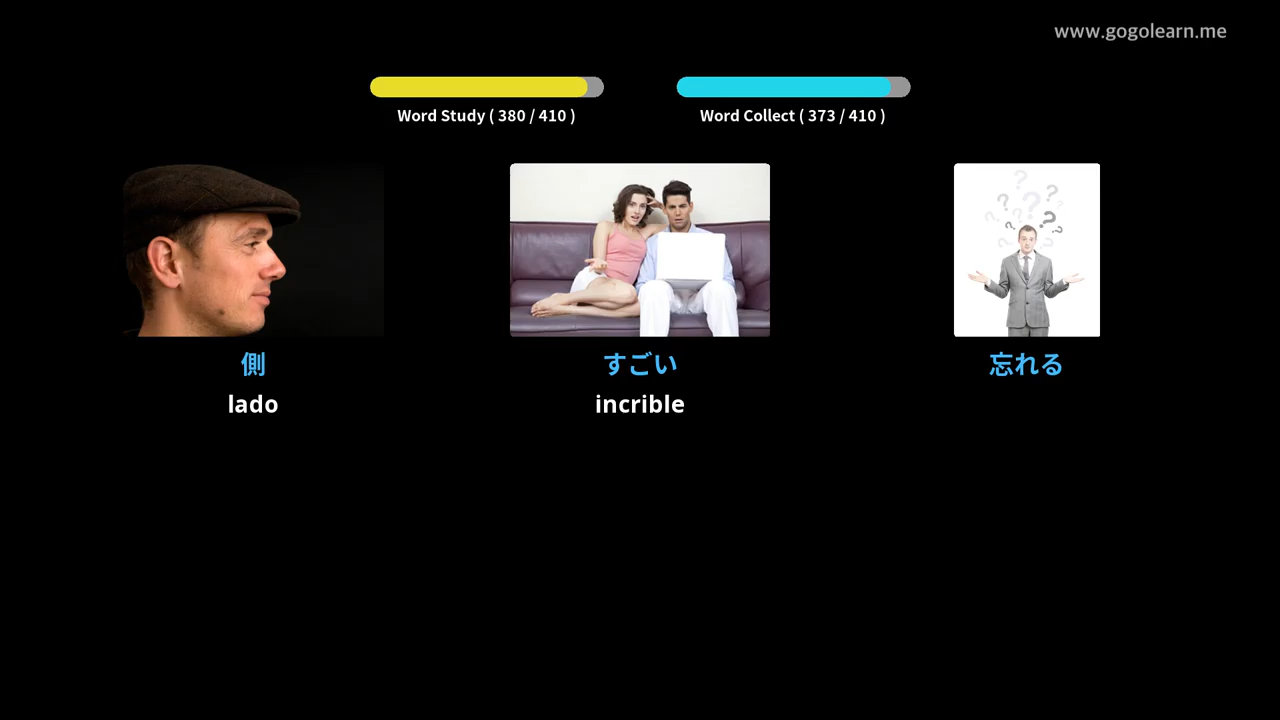 www.gogolearn.me
Word Study ( 380 / 410 )
Word Collect ( 373 / 410 )
側
すごい
忘れる
lado
incrible